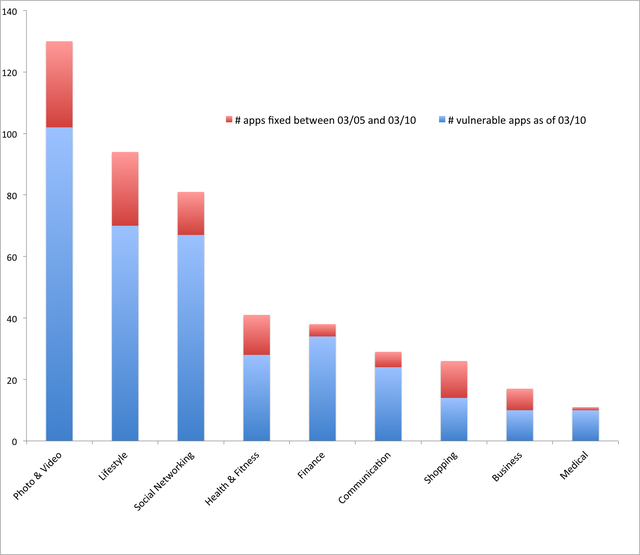 140
120
100
80
60
40
20
0
# apps fixed between 03/05 and 03/10
# vulnerable apps as of 03/10
Photo & Video
Lifestyle
Social Networking
Health & Fitness
Finance
Communication
Shopping
Business
Medical